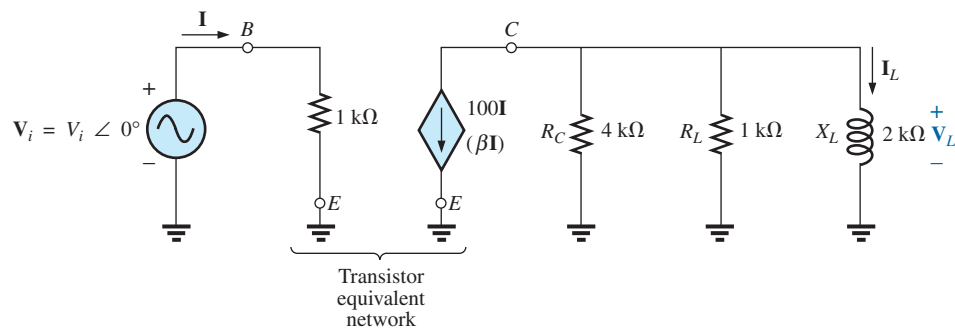 I
B
C
+
V_i = V_i ∠ 0°
−
1 kΩ
E
100I
(βI)
E
R_C
4 kΩ
R_L
1 kΩ
X_L
2 kΩ
I_L
+
V_L
−
Transistor
equivalent
network